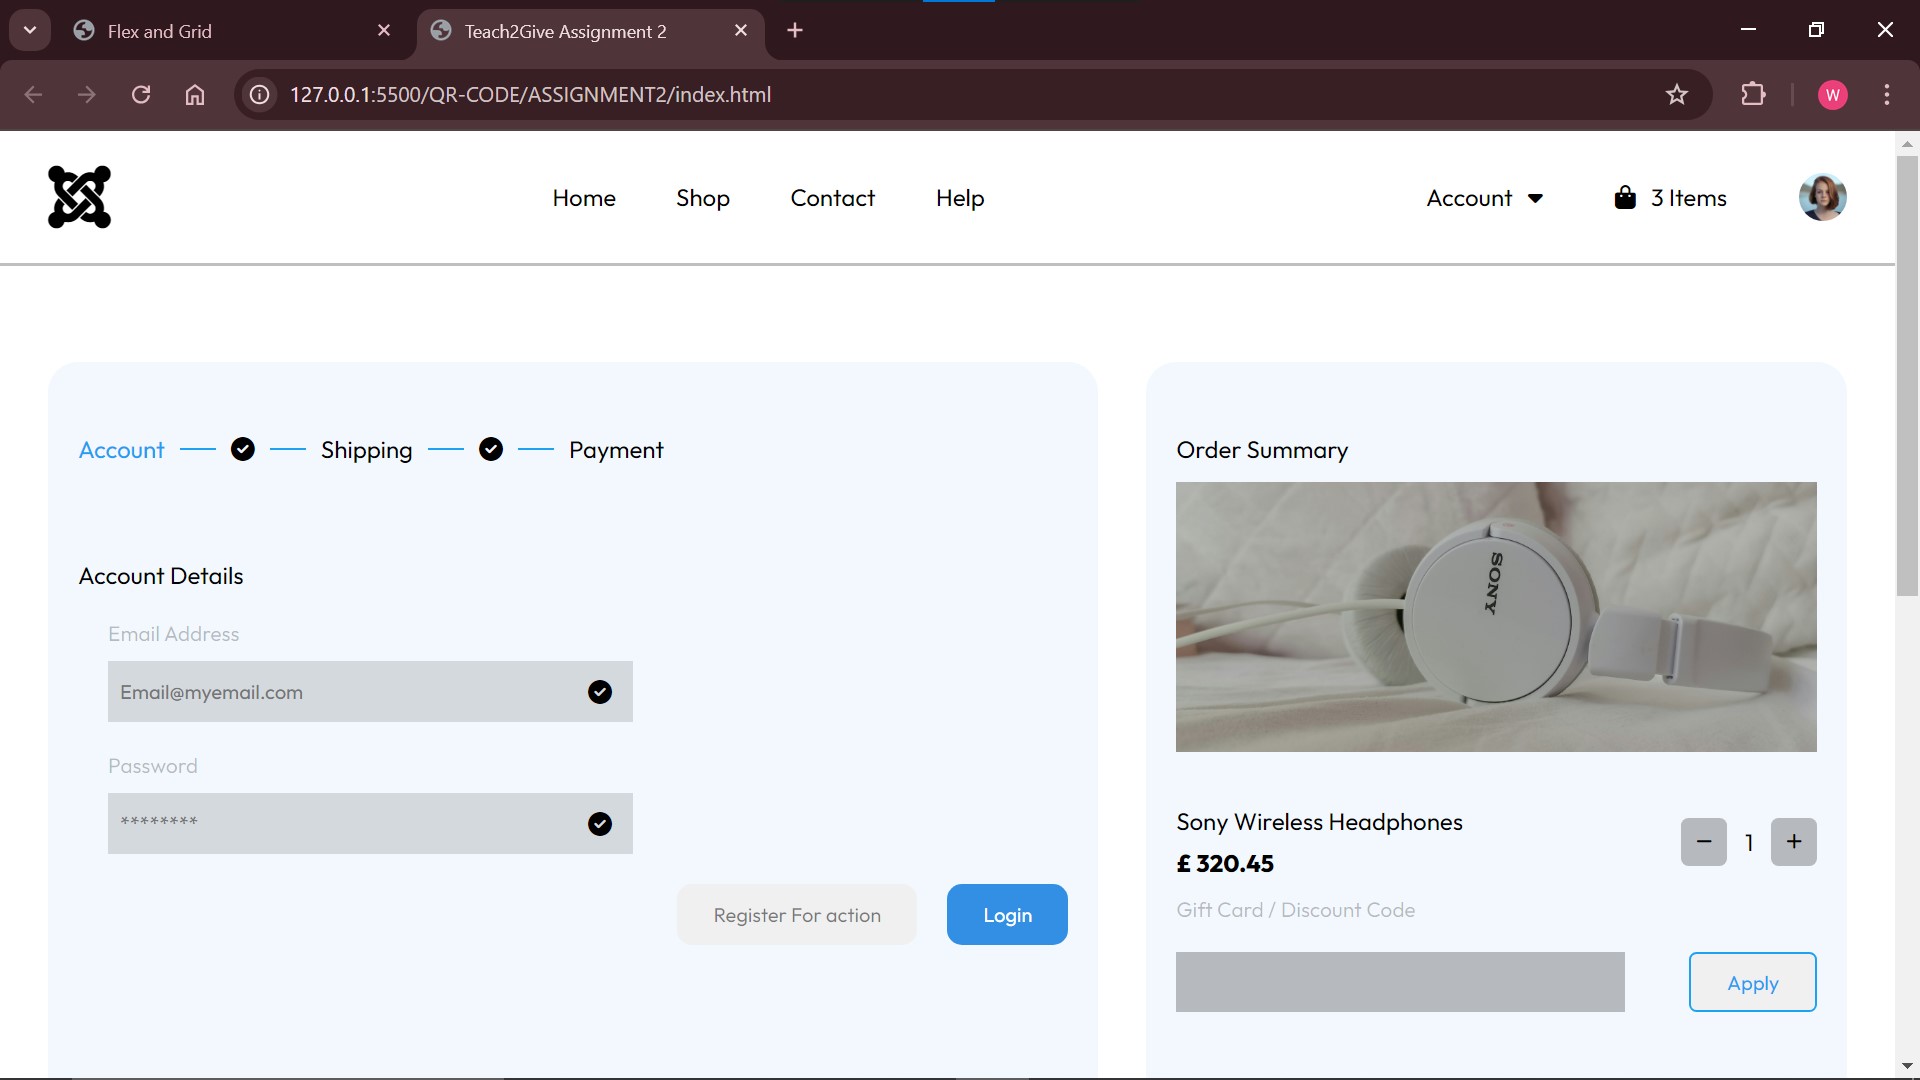 Flex and Grid
Teach2Give Assignment 2
127.0.0.1:5500/QR-CODE/ASSIGNMENT2/index.html
W
Home
Shop
Contact
Help
Account
3 Items
Account
Shipping
Payment
Account Details
Email Address
Email@myemail.com
Password
********
Register For action
Login
Order Summary
SONY
Sony Wireless Headphones
£ 320.45
− 1 +
Gift Card / Discount Code
Apply